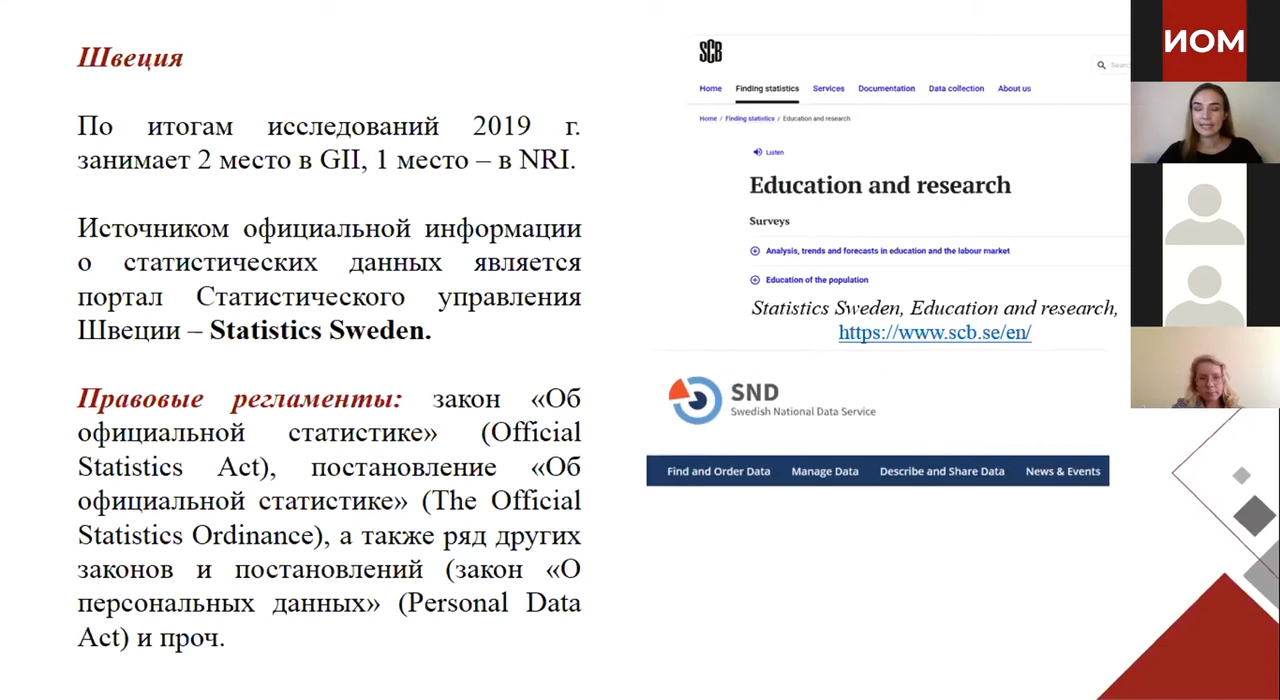 Швеция
По итогам исследований 2019 г.
занимает 2 место в GII, 1 место – в NRI.
Источником официальной информации
о статистических данных является
портал Статистического управления
Швеции – Statistics Sweden.
Правовые регламенты: закон «Об
официальной статистике» (Official
Statistics Act), постановление «Об
официальной статистике» (The Official
Statistics Ordinance), а также ряд других
законов и постановлений (закон «О
персональных данных» (Personal Data
Act) и проч.
SCB
Home Finding statistics Services Documentation Data collection About us
Home / Finding statistics / Education and research
Listen
Education and research
Surveys
Analysis, trends and forecasts in education and the labour market
Education of the population
Statistics Sweden, Education and research,
https://www.scb.se/en/
SND
Swedish National Data Service
Find and Order Data Manage Data Describe and Share Data News & Events
ИОМ